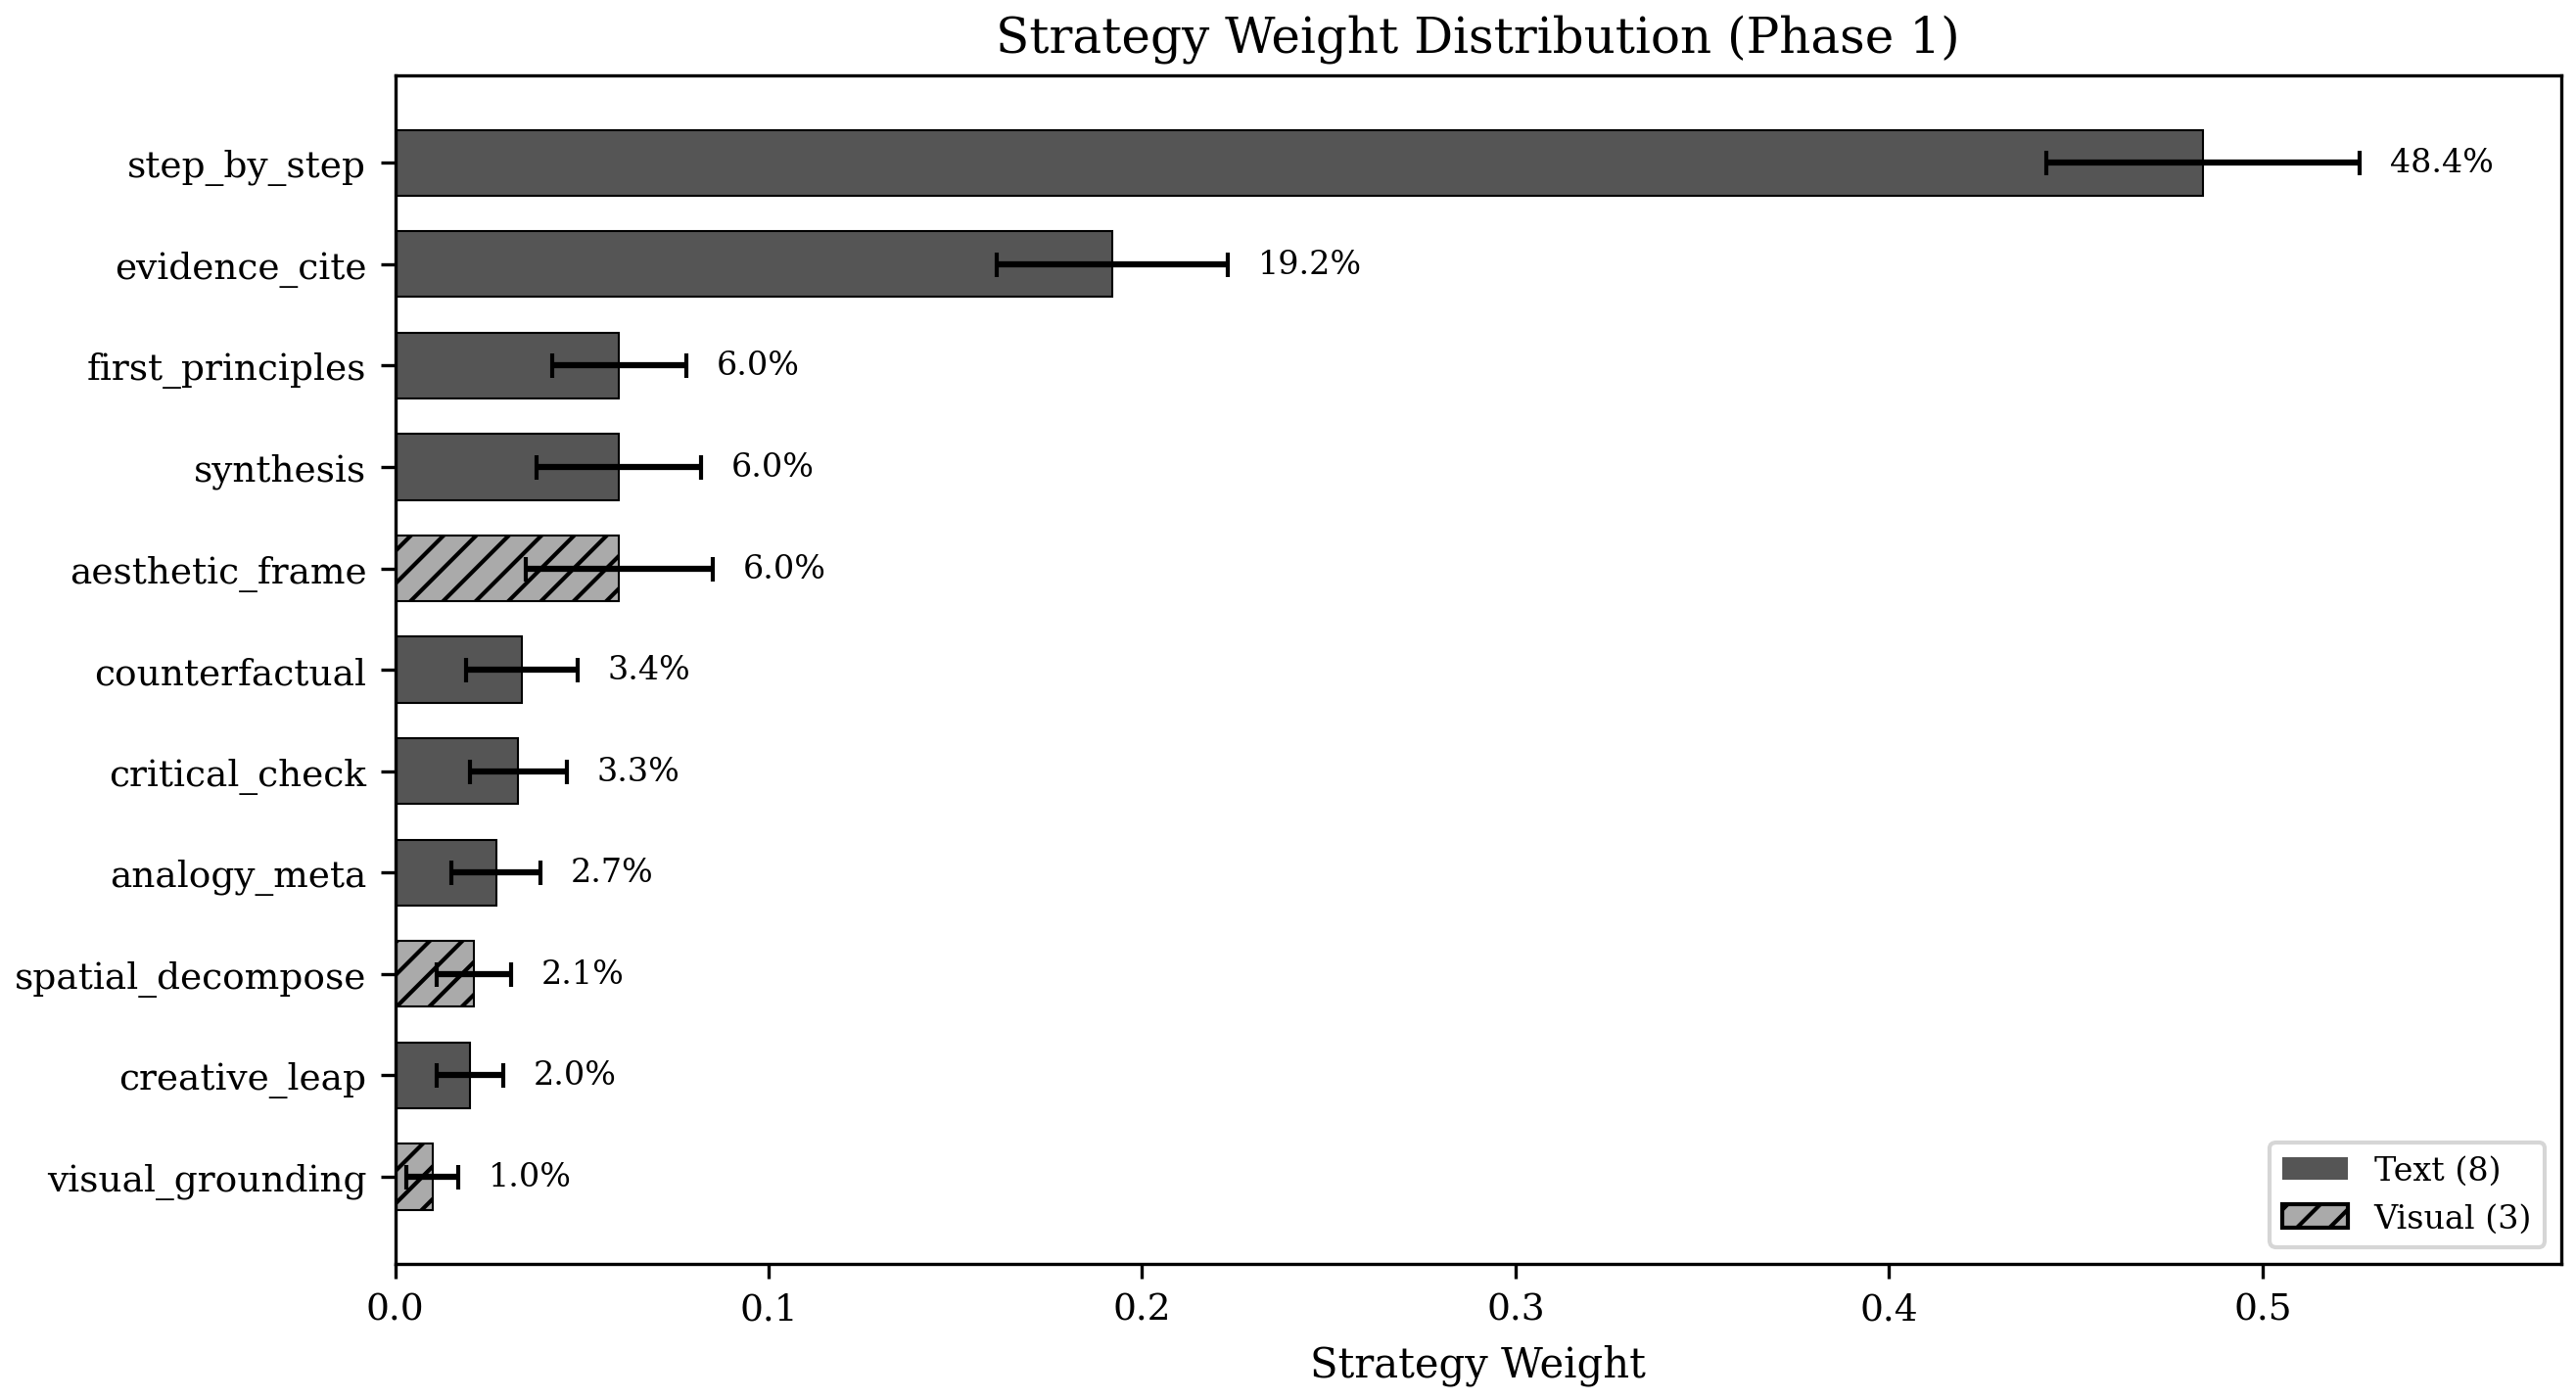 Strategy Weight Distribution (Phase 1)
step_by_step 48.4%
evidence_cite 19.2%
first_principles 6.0%
synthesis 6.0%
aesthetic_frame 6.0%
counterfactual 3.4%
critical_check 3.3%
analogy_meta 2.7%
spatial_decompose 2.1%
creative_leap 2.0%
visual_grounding 1.0%
Text (8)
Visual (3)
0.0 0.1 0.2 0.3 0.4 0.5
Strategy Weight